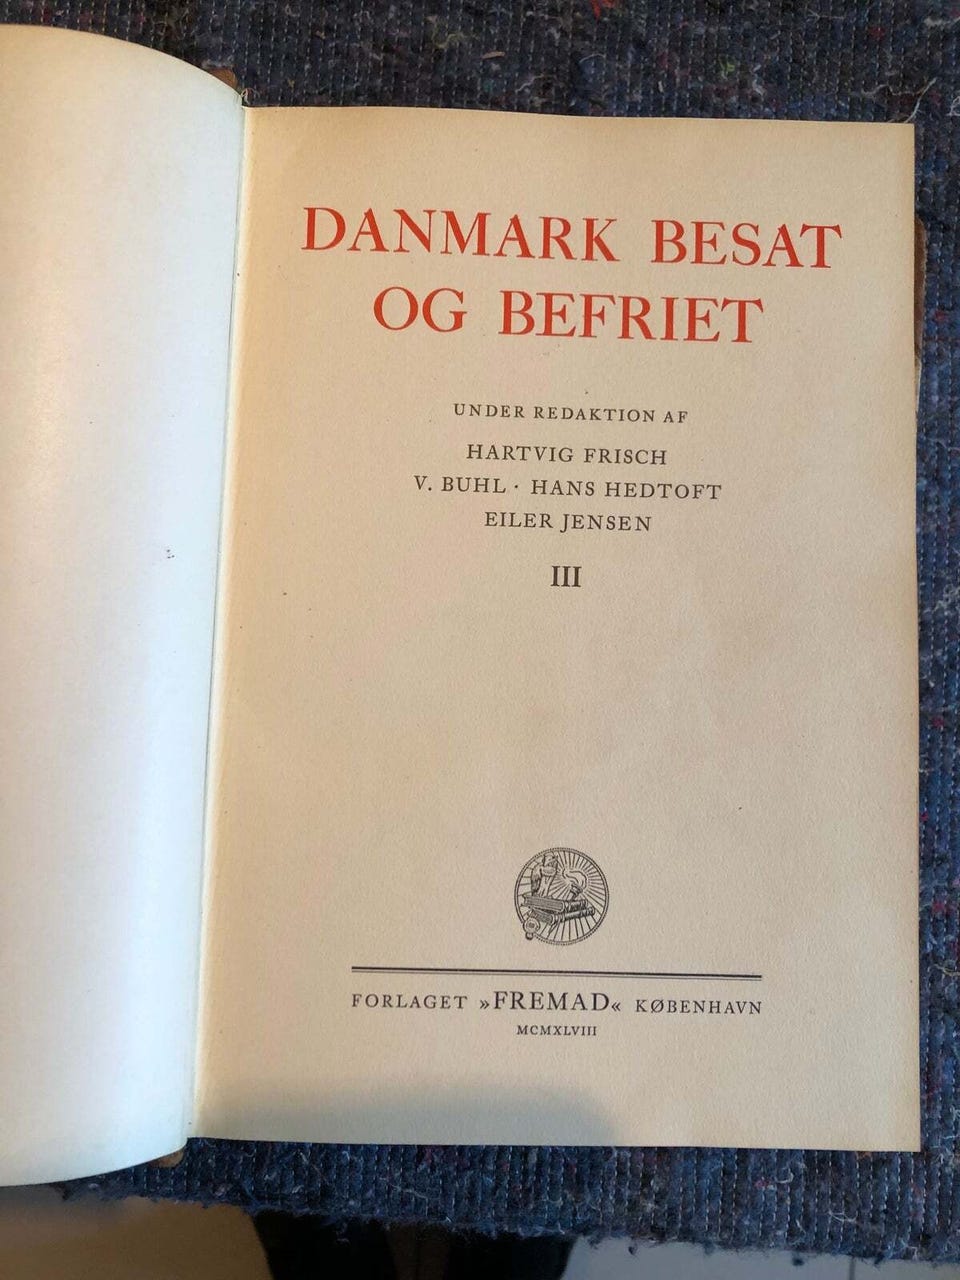 DANMARK BESAT
OG BEFRIET
UNDER REDAKTION AF
HARTVIG FRISCH
V. BUHL · HANS HEDTOFT
EILER JENSEN
III
FORLAGET »FREMAD« KØBENHAVN
MCMXLVIII